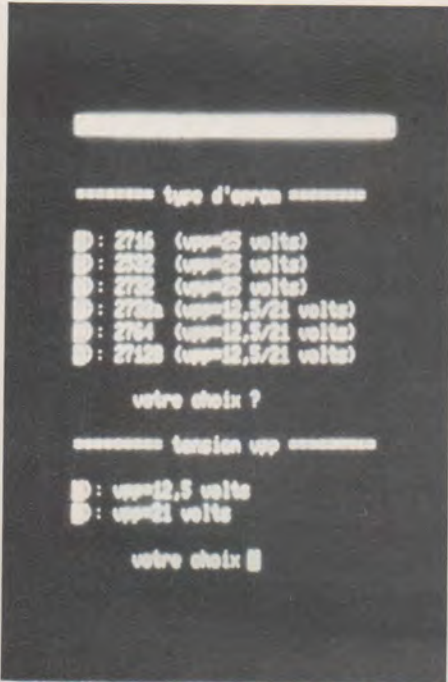 ========= type d'eprom =========
: 2716 (vpp=25 volts)
: 2532 (vpp=25 volts)
: 2732 (vpp=25 volts)
: 2732a (vpp=12,5/21 volts)
: 2764 (vpp=12,5/21 volts)
: 27128 (vpp=12,5/21 volts)
votre choix ?
========== tension vpp ==========
: vpp=12,5 volts
: vpp=21 volts
votre choix